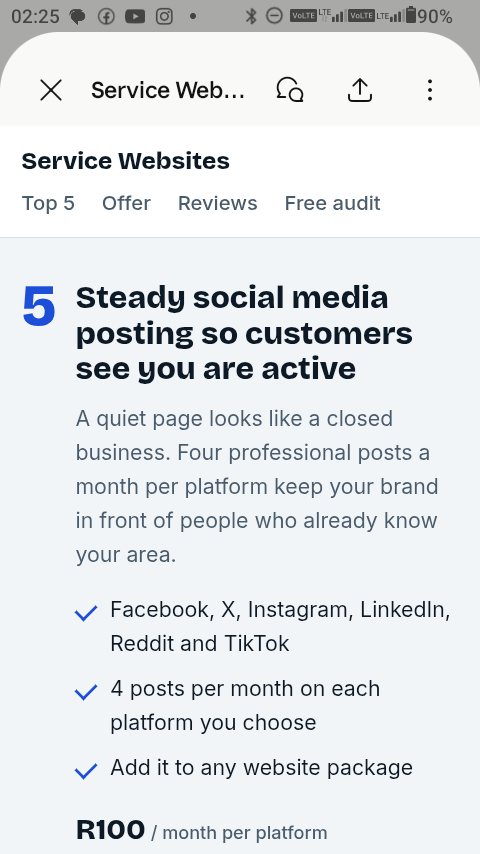 02:25
VoLTE LTE VoLTE LTE 90%
Service Web...
Service Websites
Top 5 Offer Reviews Free audit
5
Steady social media
posting so customers
see you are active
A quiet page looks like a closed
business. Four professional posts a
month per platform keep your brand
in front of people who already know
your area.
Facebook, X, Instagram, LinkedIn,
Reddit and TikTok
4 posts per month on each
platform you choose
Add it to any website package
R100 / month per platform